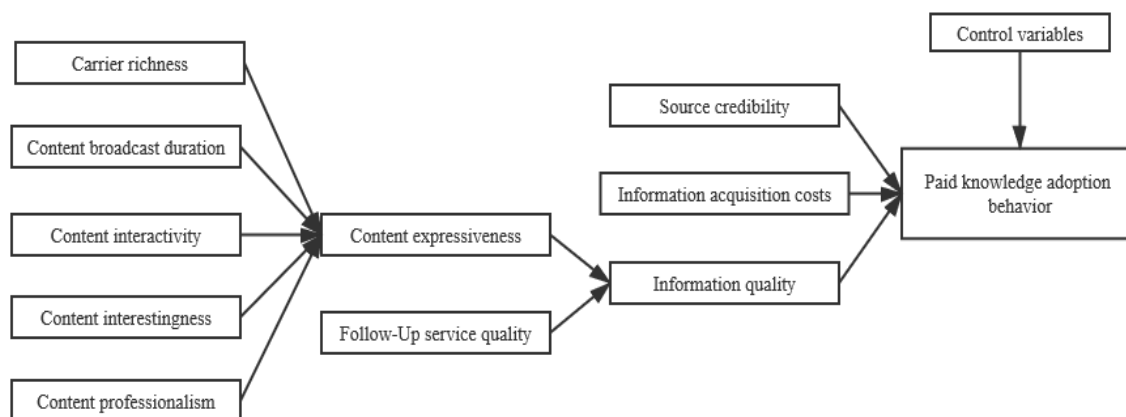 Control variables
Carrier richness
Source credibility
Content broadcast duration
Information acquisition costs
Paid knowledge adoption
behavior
Content interactivity
Content expressiveness
Information quality
Content interestingness
Follow-Up service quality
Content professionalism